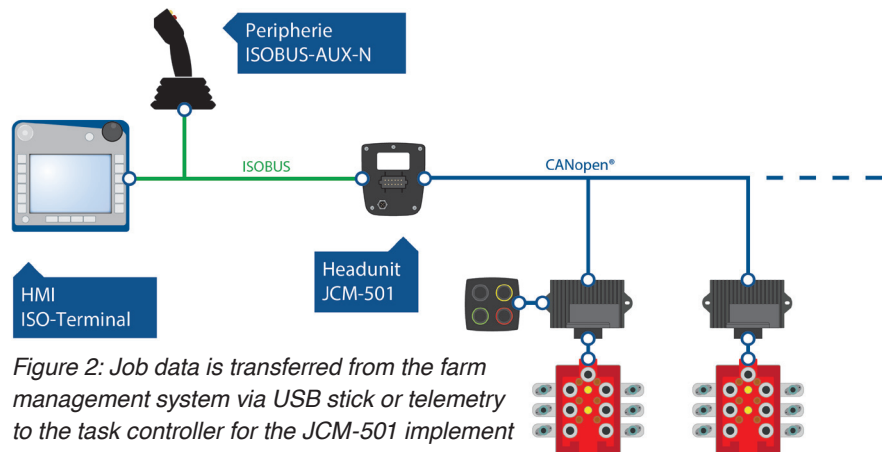 Peripherie
ISOBUS-AUX-N
ISOBUS
CANopen®
HMI
ISO-Terminal
Headunit
JCM-501
Figure 2: Job data is transferred from the farm
management system via USB stick or telemetry
to the task controller for the JCM-501 implement